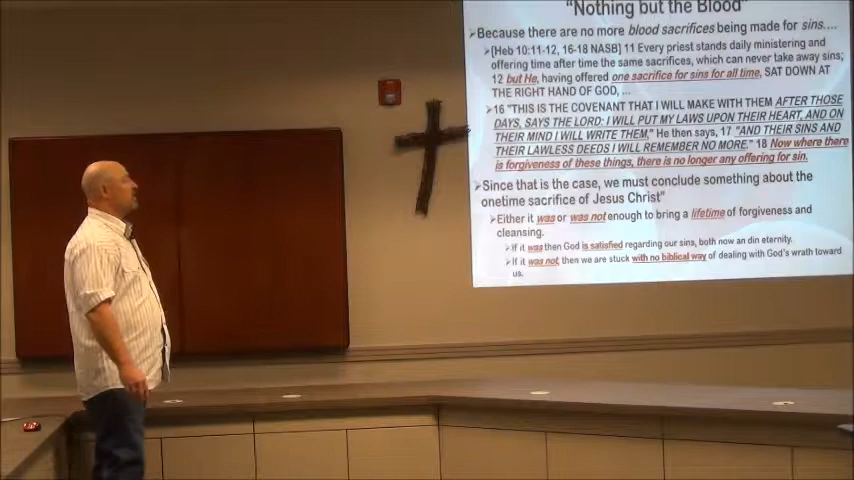 "Nothing but the Blood"
➢Because there are no more blood sacrifices being made for sins….
➢[Heb 10:11-12, 16-18 NASB] 11 Every priest stands daily ministering and
offering time after time the same sacrifices, which can never take away sins;
12 but He, having offered one sacrifice for sins for all time, SAT DOWN AT
THE RIGHT HAND OF GOD, …
➢16 "THIS IS THE COVENANT THAT I WILL MAKE WITH THEM AFTER THOSE
DAYS, SAYS THE LORD: I WILL PUT MY LAWS UPON THEIR HEART, AND ON
THEIR MIND I WILL WRITE THEM," He then says, 17 "AND THEIR SINS AND
THEIR LAWLESS DEEDS I WILL REMEMBER NO MORE." 18 Now where there
is forgiveness of these things, there is no longer any offering for sin.
➢Since that is the case, we must conclude something about the
onetime sacrifice of Jesus Christ"
➢Either it was or was not enough to bring a lifetime of forgiveness and
cleansing.
➢If it was then God is satisfied regarding our sins, both now an din eternity.
➢If it was not, then we are stuck with no biblical way of dealing with God's wrath toward
us.